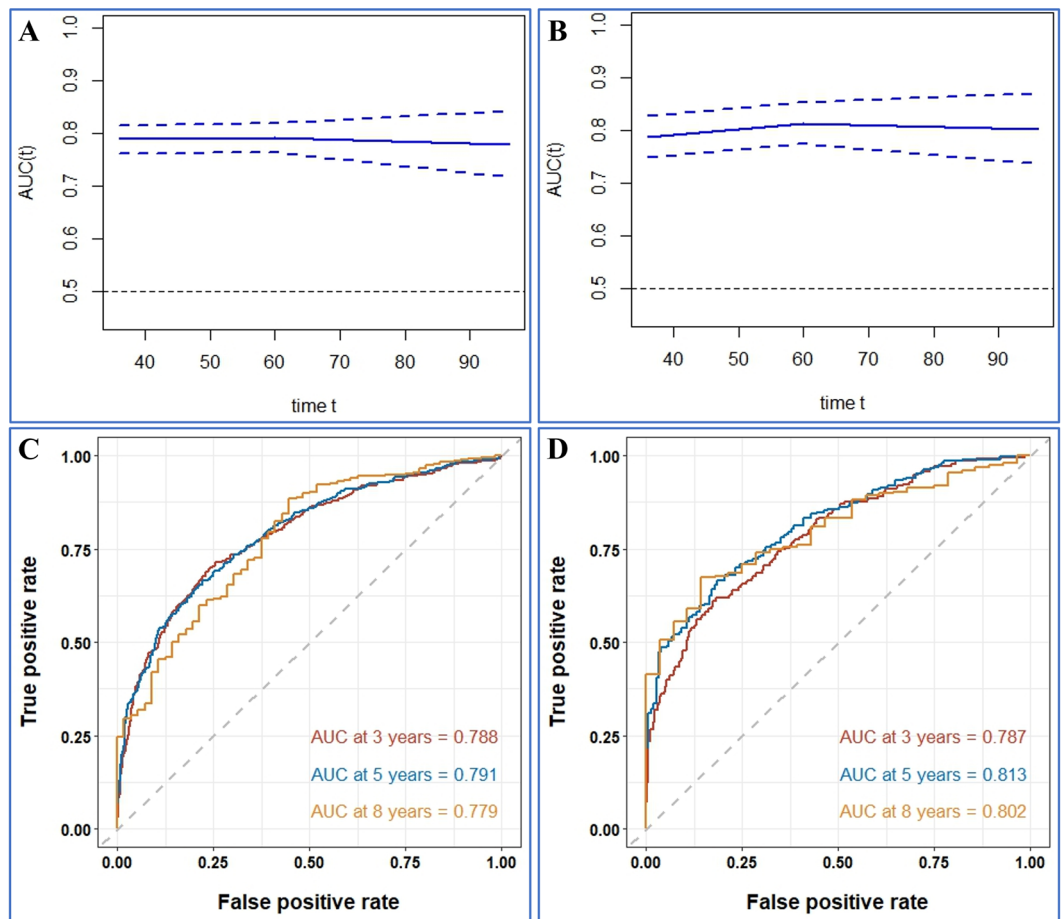 A
AUC(t)
1.0
0.9
0.8
0.7
0.6
0.5
40 50 60 70 80 90
time t
B
AUC(t)
1.0
0.9
0.8
0.7
0.6
0.5
40 50 60 70 80 90
time t
C
True positive rate
1.00
0.75
0.50
0.25
0.00
AUC at 3 years = 0.788
AUC at 5 years = 0.791
AUC at 8 years = 0.779
0.00 0.25 0.50 0.75 1.00
False positive rate
D
True positive rate
1.00
0.75
0.50
0.25
0.00
AUC at 3 years = 0.787
AUC at 5 years = 0.813
AUC at 8 years = 0.802
0.00 0.25 0.50 0.75 1.00
False positive rate